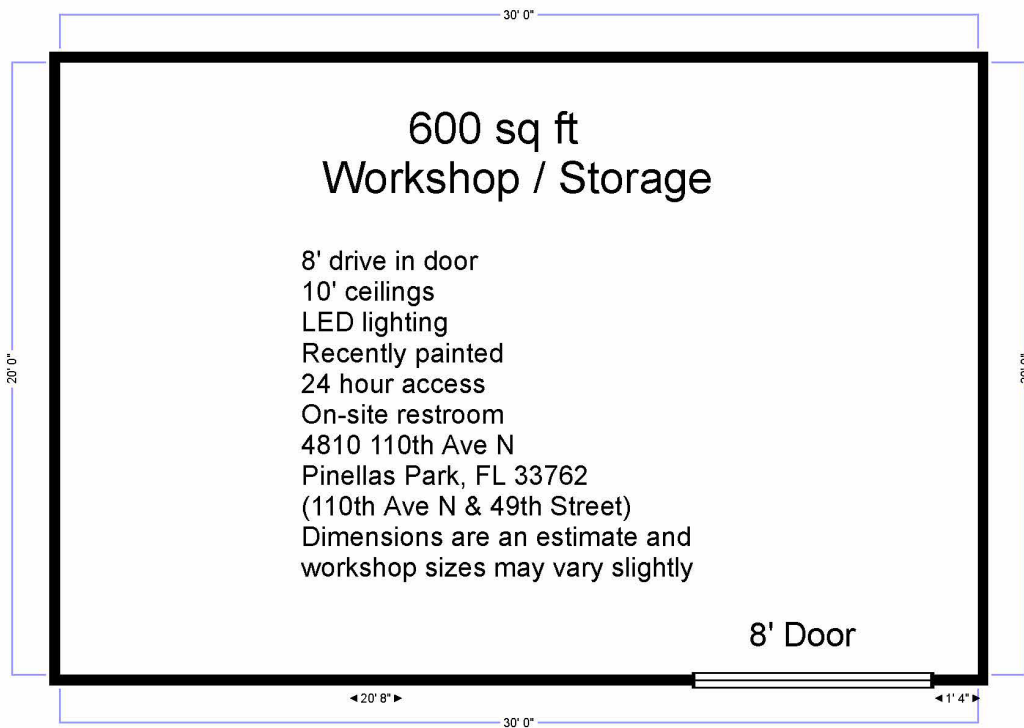 30' 0"
600 sq ft
Workshop / Storage
8' drive in door
10' ceilings
LED lighting
Recently painted
24 hour access
On-site restroom
4810 110th Ave N
Pinellas Park, FL 33762
(110th Ave N & 49th Street)
Dimensions are an estimate and
workshop sizes may vary slightly
20' 0"
8' Door
20' 8"
1' 4"
30' 0"